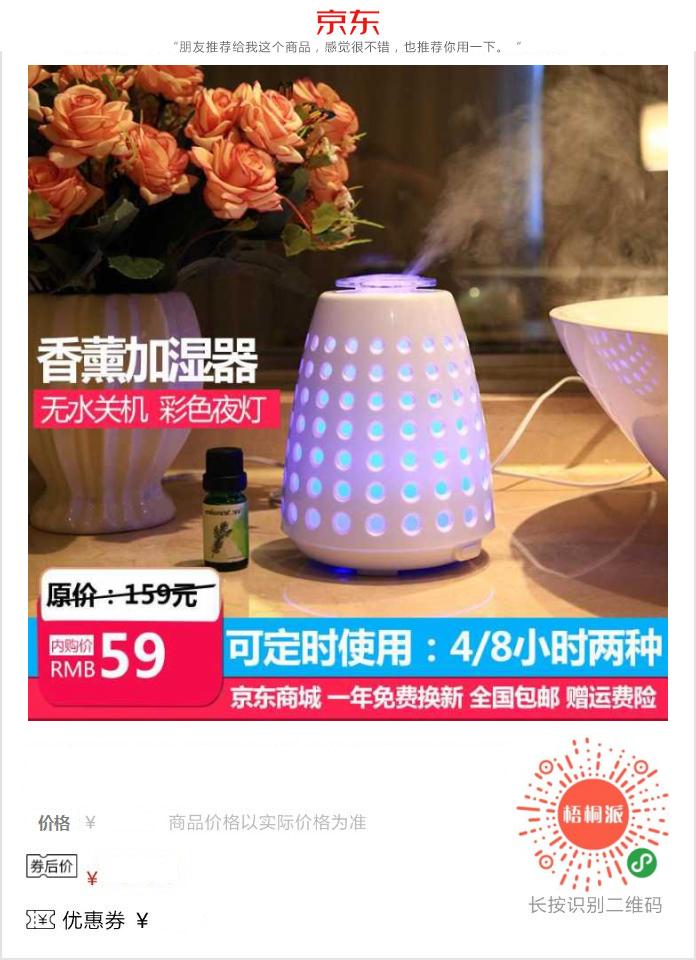 京东
“朋友推荐给我这个商品，感觉很不错，也推荐你用一下。“
香薰加湿器
无水关机 彩色夜灯
原价：159元
内购价
RMB59
可定时使用：4/8小时两种
京东商城 一年免费换新 全国包邮 赠运费险
梧桐派
价格 ￥ 商品价格以实际价格为准
券后价 ￥
优惠券 ￥
长按识别二维码